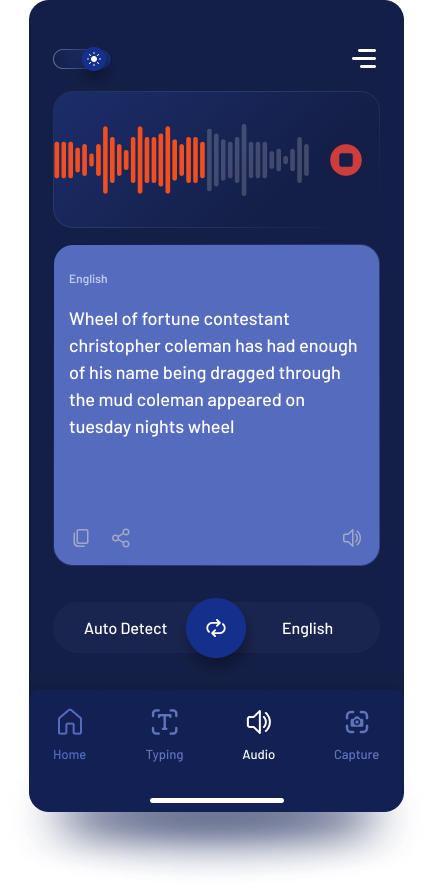 English
Wheel of fortune contestant
christopher coleman has had enough
of his name being dragged through
the mud coleman appeared on
tuesday nights wheel
Auto Detect English
Home Typing Audio Capture